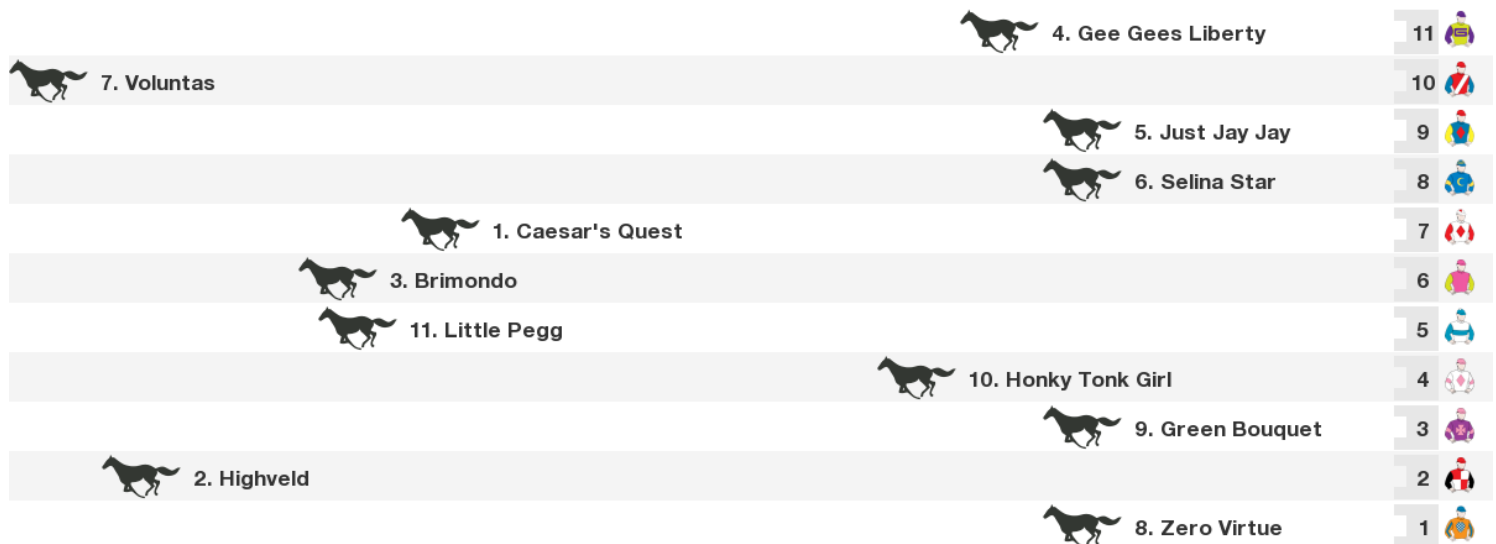 4. Gee Gees Liberty 11
7. Voluntas 10
5. Just Jay Jay 9
6. Selina Star 8
1. Caesar's Quest 7
3. Brimondo 6
11. Little Pegg 5
10. Honky Tonk Girl 4
9. Green Bouquet 3
2. Highveld 2
8. Zero Virtue 1